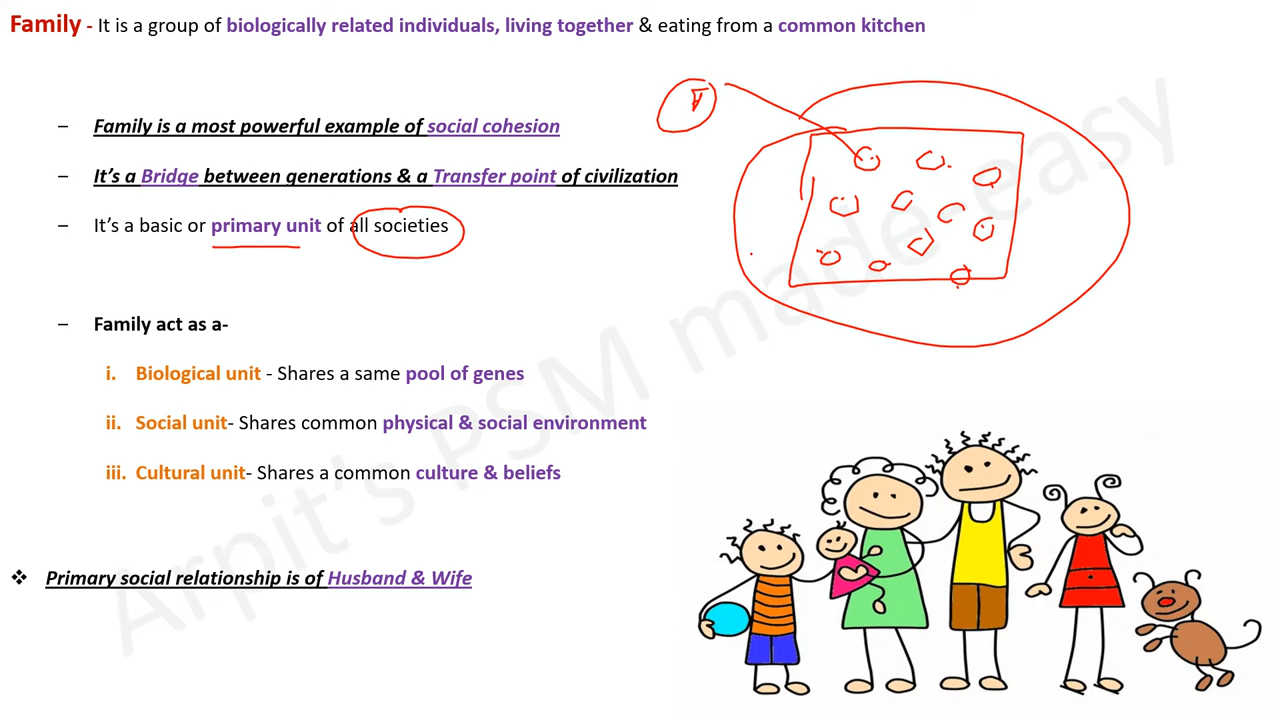 Family - It is a group of biologically related individuals, living together & eating from a common kitchen
– Family is a most powerful example of social cohesion
– It's a Bridge between generations & a Transfer point of civilization
– It's a basic or primary unit of all societies
– Family act as a-
i. Biological unit - Shares a same pool of genes
ii. Social unit- Shares common physical & social environment
iii. Cultural unit- Shares a common culture & beliefs
❖ Primary social relationship is of Husband & Wife
F
Arpit's PSM made easy